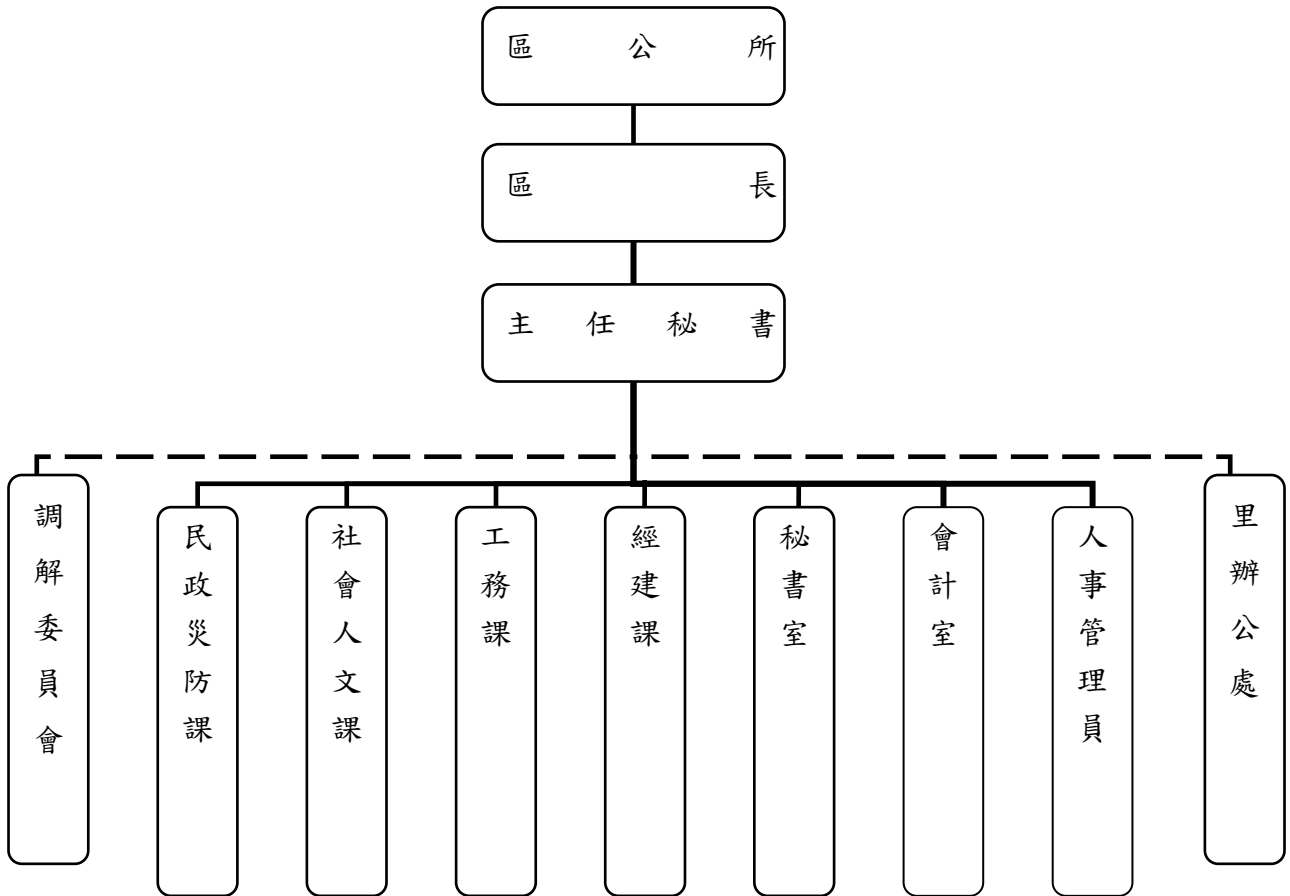 區公所
區長
主任秘書
調解委員會
民政災防課
社會人文課
工務課
經建課
秘書室
會計室
人事管理員
里辦公處